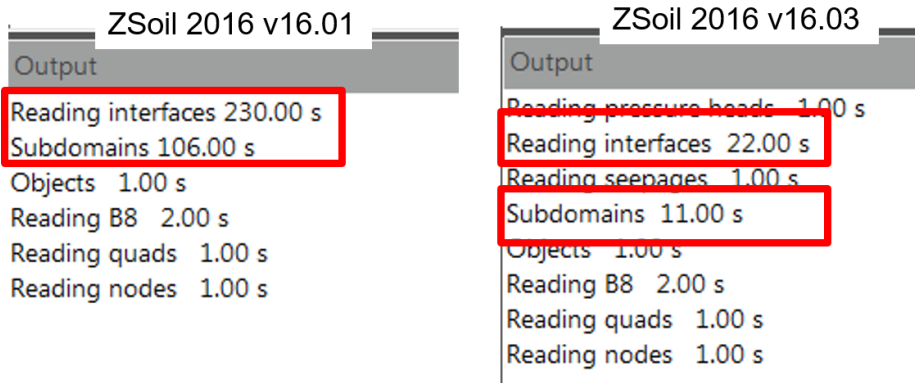 ZSoil 2016 v16.01
Output
Reading interfaces 230.00 s
Subdomains 106.00 s
Objects 1.00 s
Reading B8 2.00 s
Reading quads 1.00 s
Reading nodes 1.00 s
ZSoil 2016 v16.03
Output
Reading pressure heads 1.00 s
Reading interfaces 22.00 s
Reading seepages 1.00 s
Subdomains 11.00 s
Objects 1.00 s
Reading B8 2.00 s
Reading quads 1.00 s
Reading nodes 1.00 s